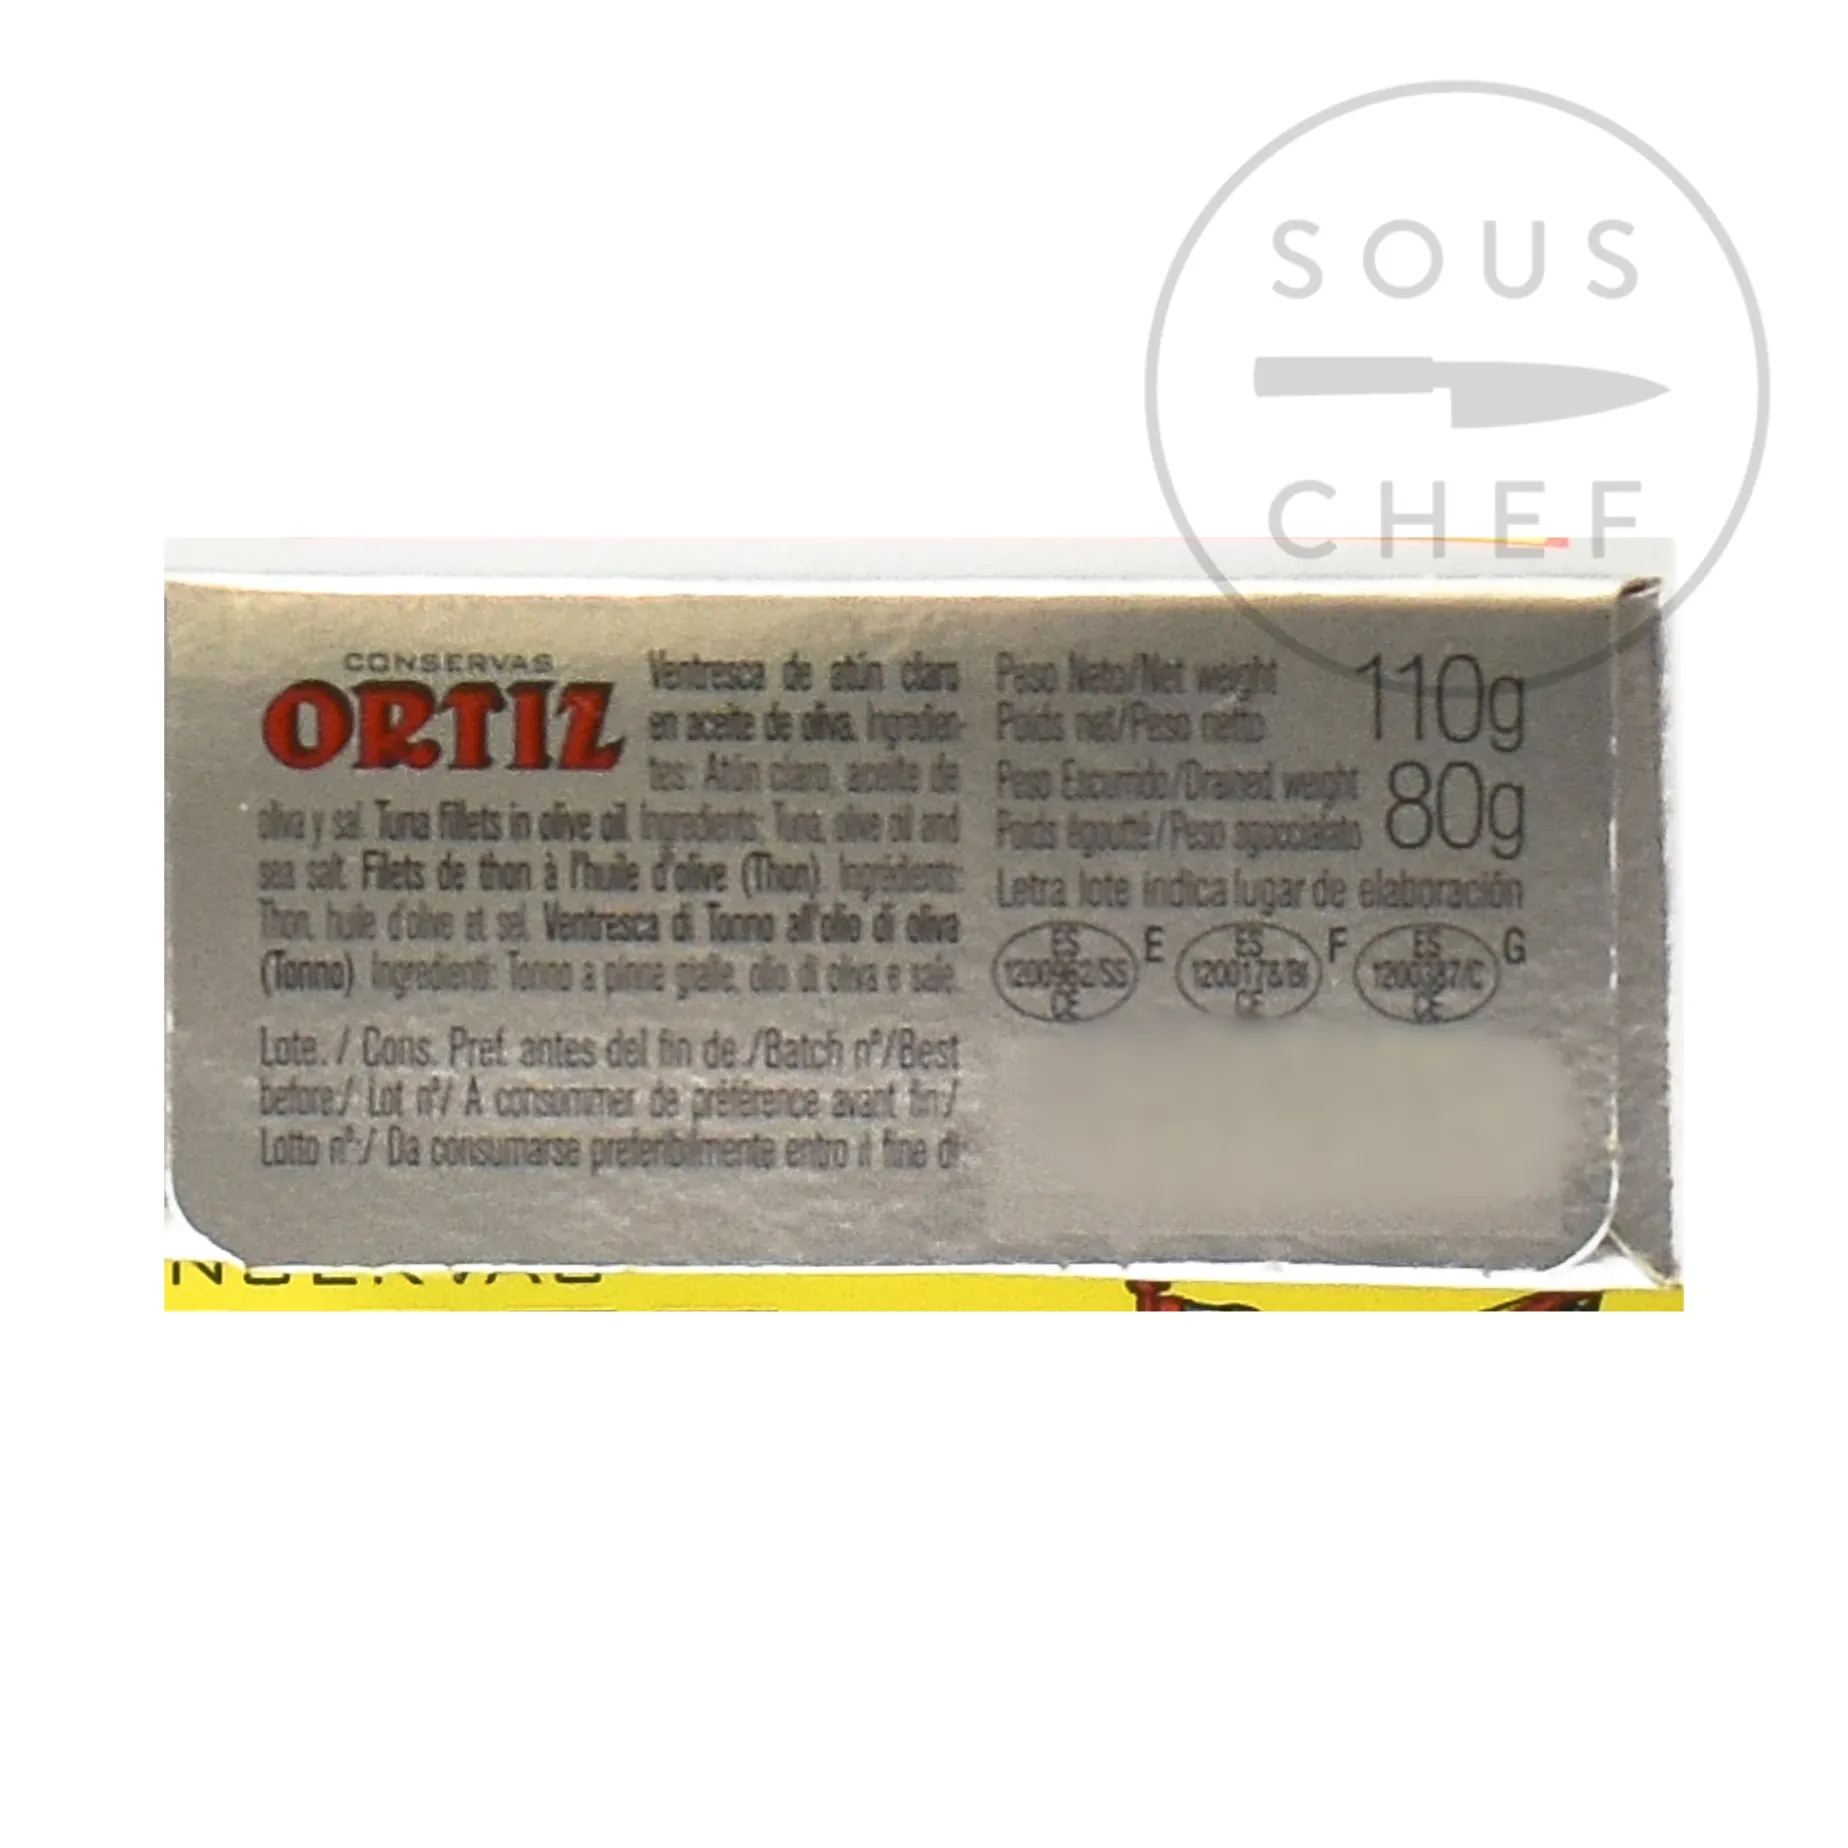 SOUS
CHEF
CONSERVAS
ORTIZ
Ventresca de atún claro
en aceite de oliva. Ingredien-
tes: Atún claro, aceite de
oliva y sal. Tuna fillets in olive oil. Ingredients: Tuna, olive oil and
sea salt. Filets de thon à l'huile d'olive (Thon). Ingrédients:
Thon, huile d'olive et sel. Ventresca di Tonno all'olio di oliva
(Tonno). Ingredienti: Tonno a pinne gialle, olio di oliva e sale.
Lote: / Cons. Pref. antes del fin de:/Batch nº/Best
before:/ Lot nº/ A consommer de préférence avant fin:/
Lotto nº:/ Da consumarse preferibilmente entro il fine di
Peso Neto/Net weight
Poids net/Peso netto
110g
Peso Escurrido/Drained weight
Poids égoutté/Peso sgocciolato
80g
Letra lote indica lugar de elaboración
ES
CE
E
ES
CE
F
ES
CE
G